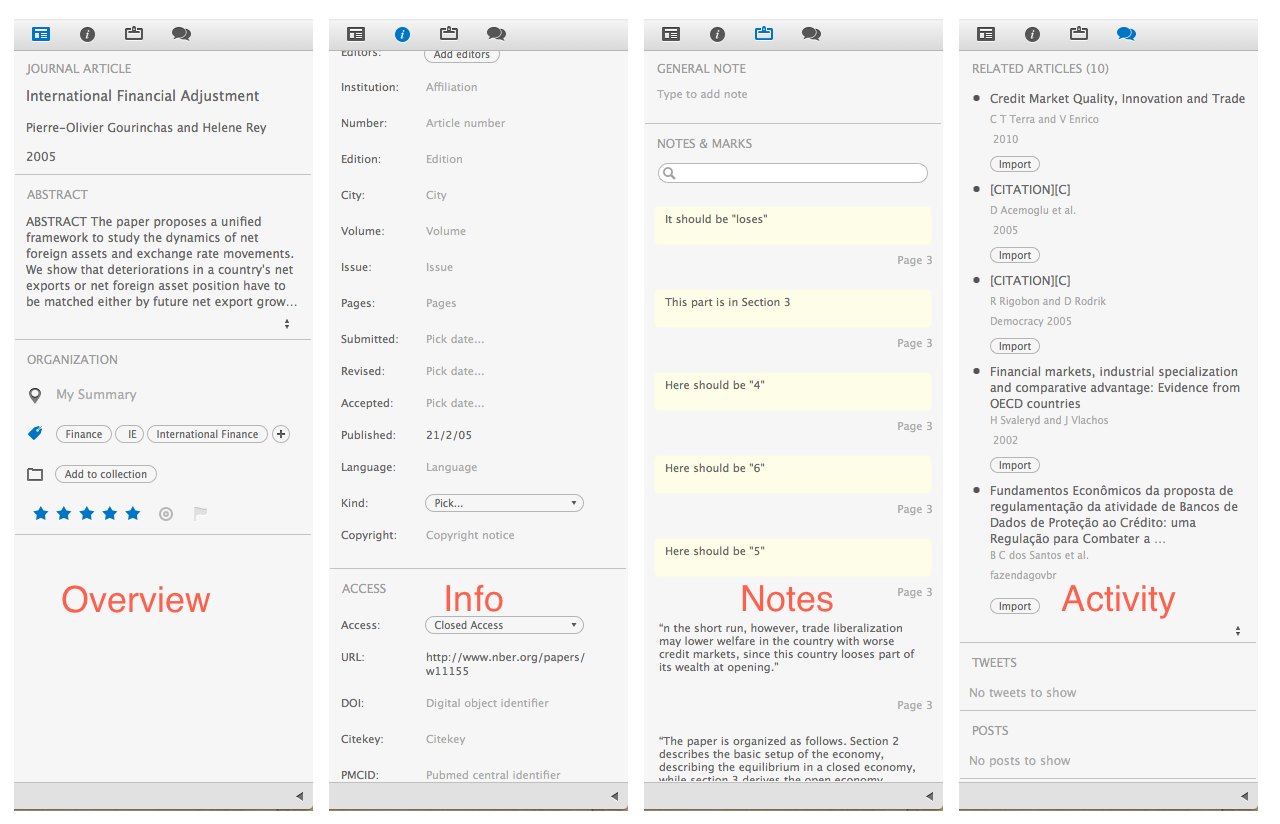 JOURNAL ARTICLE
International Financial Adjustment
Pierre-Olivier Gourinchas and Helene Rey
2005
ABSTRACT
ABSTRACT The paper proposes a unified
framework to study the dynamics of net
foreign assets and exchange rate movements.
We show that deteriorations in a country's net
exports or net foreign asset position have to
be matched either by future net export grow...
ORGANIZATION
My Summary
Finance IE International Finance +
Add to collection
Overview
Editors: Add editors
Institution: Affiliation
Number: Article number
Edition: Edition
City: City
Volume: Volume
Issue: Issue
Pages: Pages
Submitted: Pick date...
Revised: Pick date...
Accepted: Pick date...
Published: 21/2/05
Language: Language
Kind: Pick...
Copyright: Copyright notice
ACCESS
Info
Access: Closed Access
URL: http://www.nber.org/papers/
w11155
DOI: Digital object identifier
Citekey: Citekey
PMCID: Pubmed central identifier
GENERAL NOTE
Type to add note
NOTES & MARKS
It should be "loses"
Page 3
This part is in Section 3
Page 3
Here should be "4"
Page 3
Here should be "6"
Page 3
Here should be "5"
Page 3
Notes
“n the short run, however, trade liberalization
may lower welfare in the country with worse
credit markets, since this country looses part of
its wealth at opening.”
Page 3
“The paper is organized as follows. Section 2
describes the basic setup of the economy,
describing the equilibrium in a closed economy,
while section 3 derives the open economy
RELATED ARTICLES (10)
Credit Market Quality, Innovation and Trade
C T Terra and V Enrico
2010
Import
[CITATION][C]
D Acemoglu et al.
2005
Import
[CITATION][C]
R Rigobon and D Rodrik
Democracy 2005
Import
Financial markets, industrial specialization
and comparative advantage: Evidence from
OECD countries
H Svaleryd and J Vlachos
2002
Import
Fundamentos Econômicos da proposta de
regulamentação da atividade de Bancos de
Dados de Proteção ao Crédito: uma
Regulação para Combater a ...
B C dos Santos et al.
fazendagovbr
Import
Activity
TWEETS
No tweets to show
POSTS
No posts to show